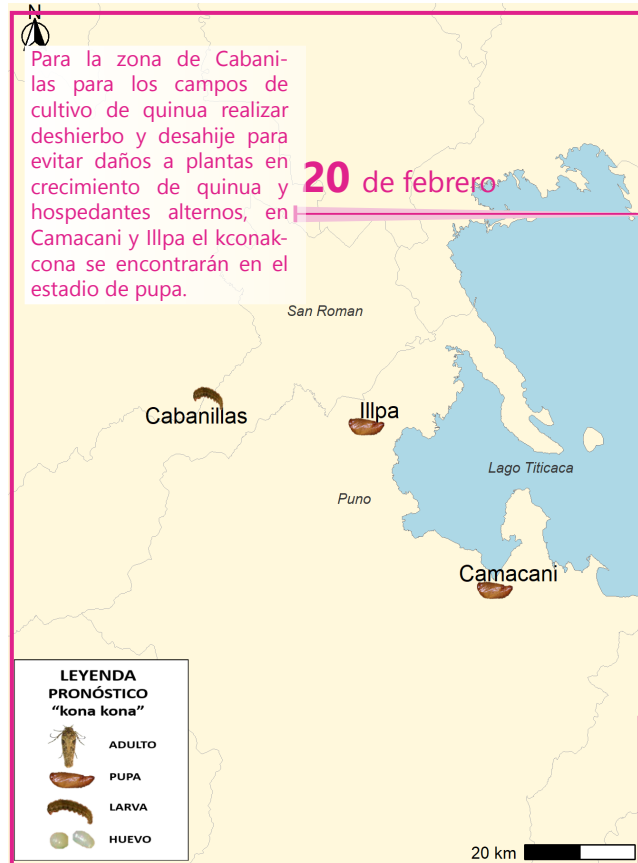 N
Para la zona de Cabani-
las para los campos de
cultivo de quinua realizar
deshierbo y desahije para
evitar daños a plantas en
crecimiento de quinua y
hospedantes alternos, en
Camacani y Illpa el kconak-
cona se encontrarán en el
estadio de pupa.
20 de febrero
San Roman
Cabanillas
Illpa
Lago Titicaca
Puno
Camacani
LEYENDA
PRONÓSTICO
“kona kona”
ADULTO
PUPA
LARVA
HUEVO
20 km